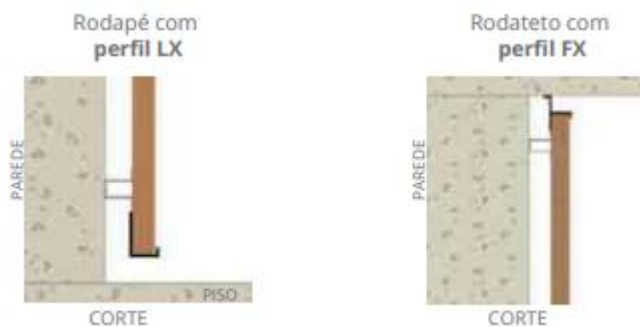 Rodapé com
perfil LX
PAREDE
PISO
CORTE
Rodateto com
perfil FX
PAREDE
CORTE